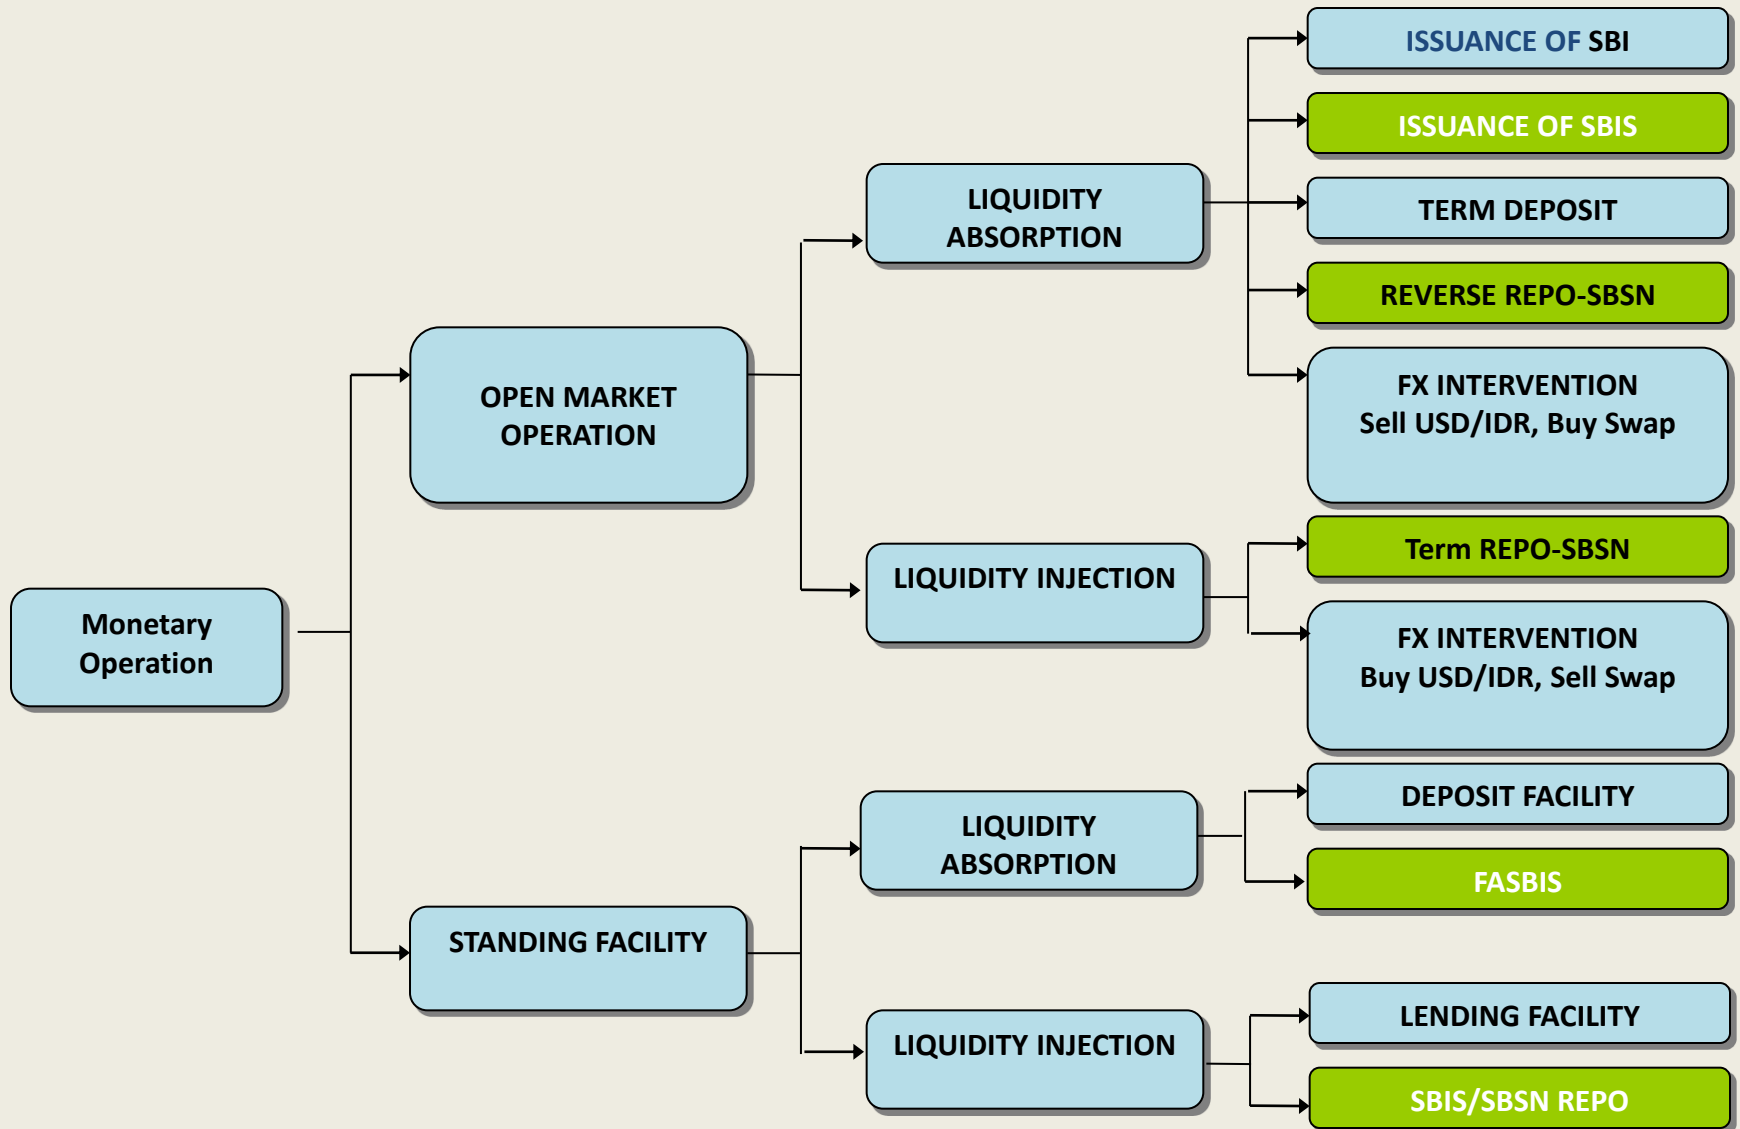 Monetary
Operation
OPEN MARKET
OPERATION
STANDING FACILITY
LIQUIDITY
ABSORPTION
LIQUIDITY INJECTION
LIQUIDITY
ABSORPTION
LIQUIDITY INJECTION
ISSUANCE OF SBI
ISSUANCE OF SBIS
TERM DEPOSIT
REVERSE REPO-SBSN
FX INTERVENTION
Sell USD/IDR, Buy Swap
Term REPO-SBSN
FX INTERVENTION
Buy USD/IDR, Sell Swap
DEPOSIT FACILITY
FASBIS
LENDING FACILITY
SBIS/SBSN REPO